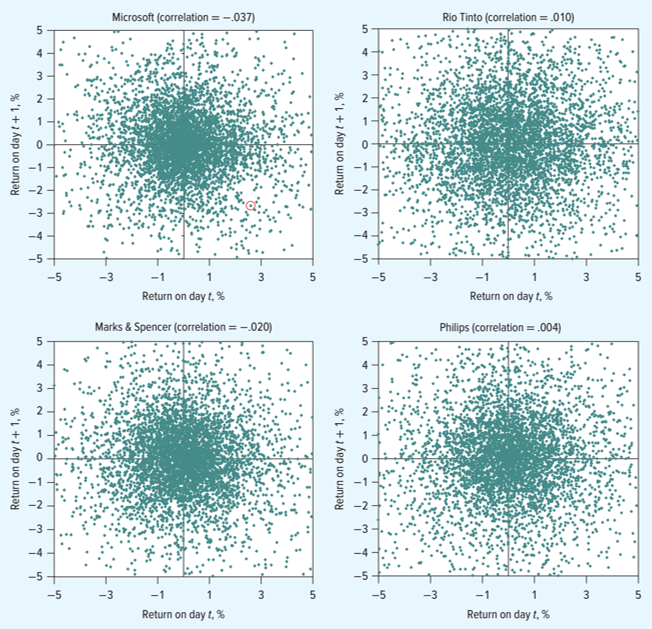 Microsoft (correlation = −.037)
Return on day t + 1, %
5
4
3
2
1
0
−1
−2
−3
−4
−5
−5 −3 −1 1 3 5
Return on day t, %
Rio Tinto (correlation = .010)
Return on day t + 1, %
5
4
3
2
1
0
−1
−2
−3
−4
−5
−5 −3 −1 1 3 5
Return on day t, %
Marks & Spencer (correlation = −.020)
Return on day t + 1, %
5
4
3
2
1
0
−1
−2
−3
−4
−5
−5 −3 −1 1 3 5
Return on day t, %
Philips (correlation = .004)
Return on day t + 1, %
5
4
3
2
1
0
−1
−2
−3
−4
−5
−5 −3 −1 1 3 5
Return on day t, %